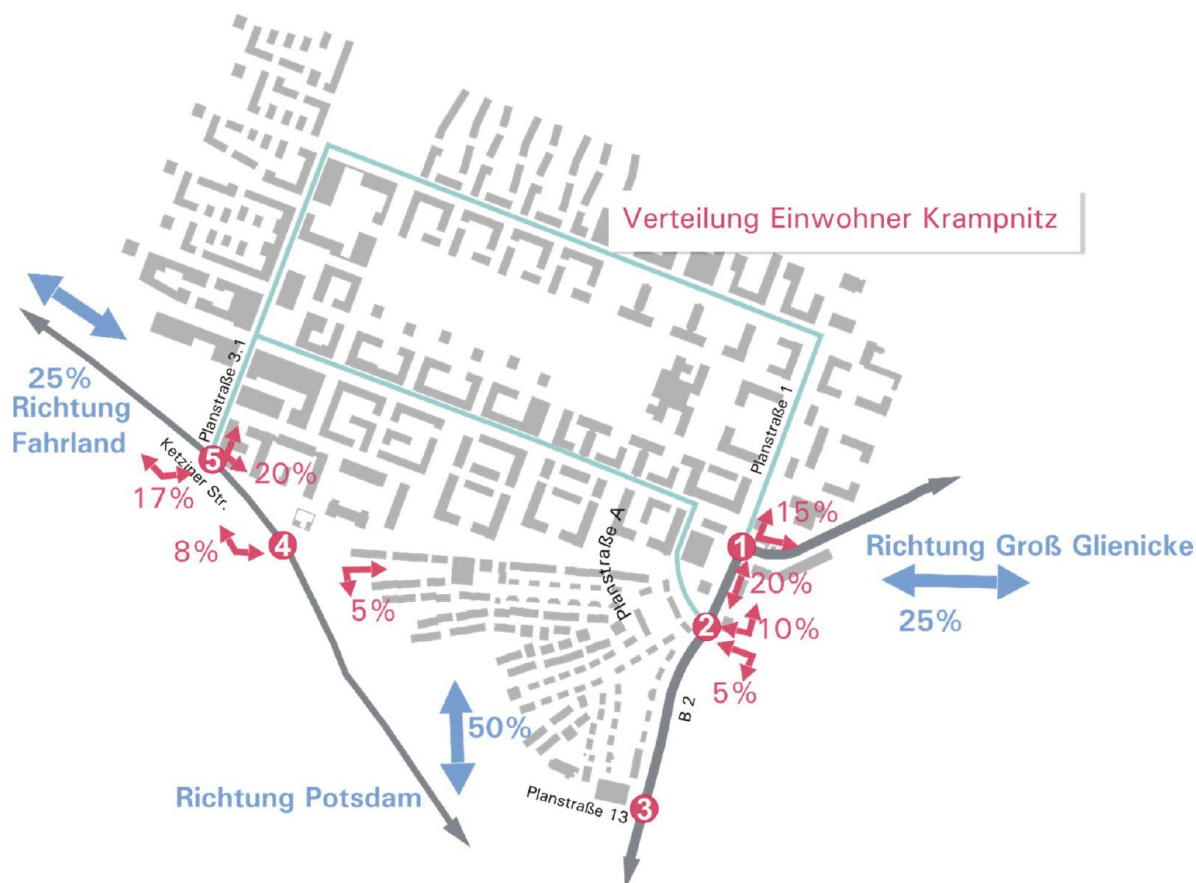 Verteilung Einwohner Krampnitz
25%
Richtung
Fahrland
Planstraße 3.1
Ketziner Str.
5
20%
17%
8%
4
5%
Planstraße A
Planstraße 1
1
15%
Richtung Groß Glienicke
25%
20%
2
10%
5%
B 2
50%
Richtung Potsdam
Planstraße 13
3